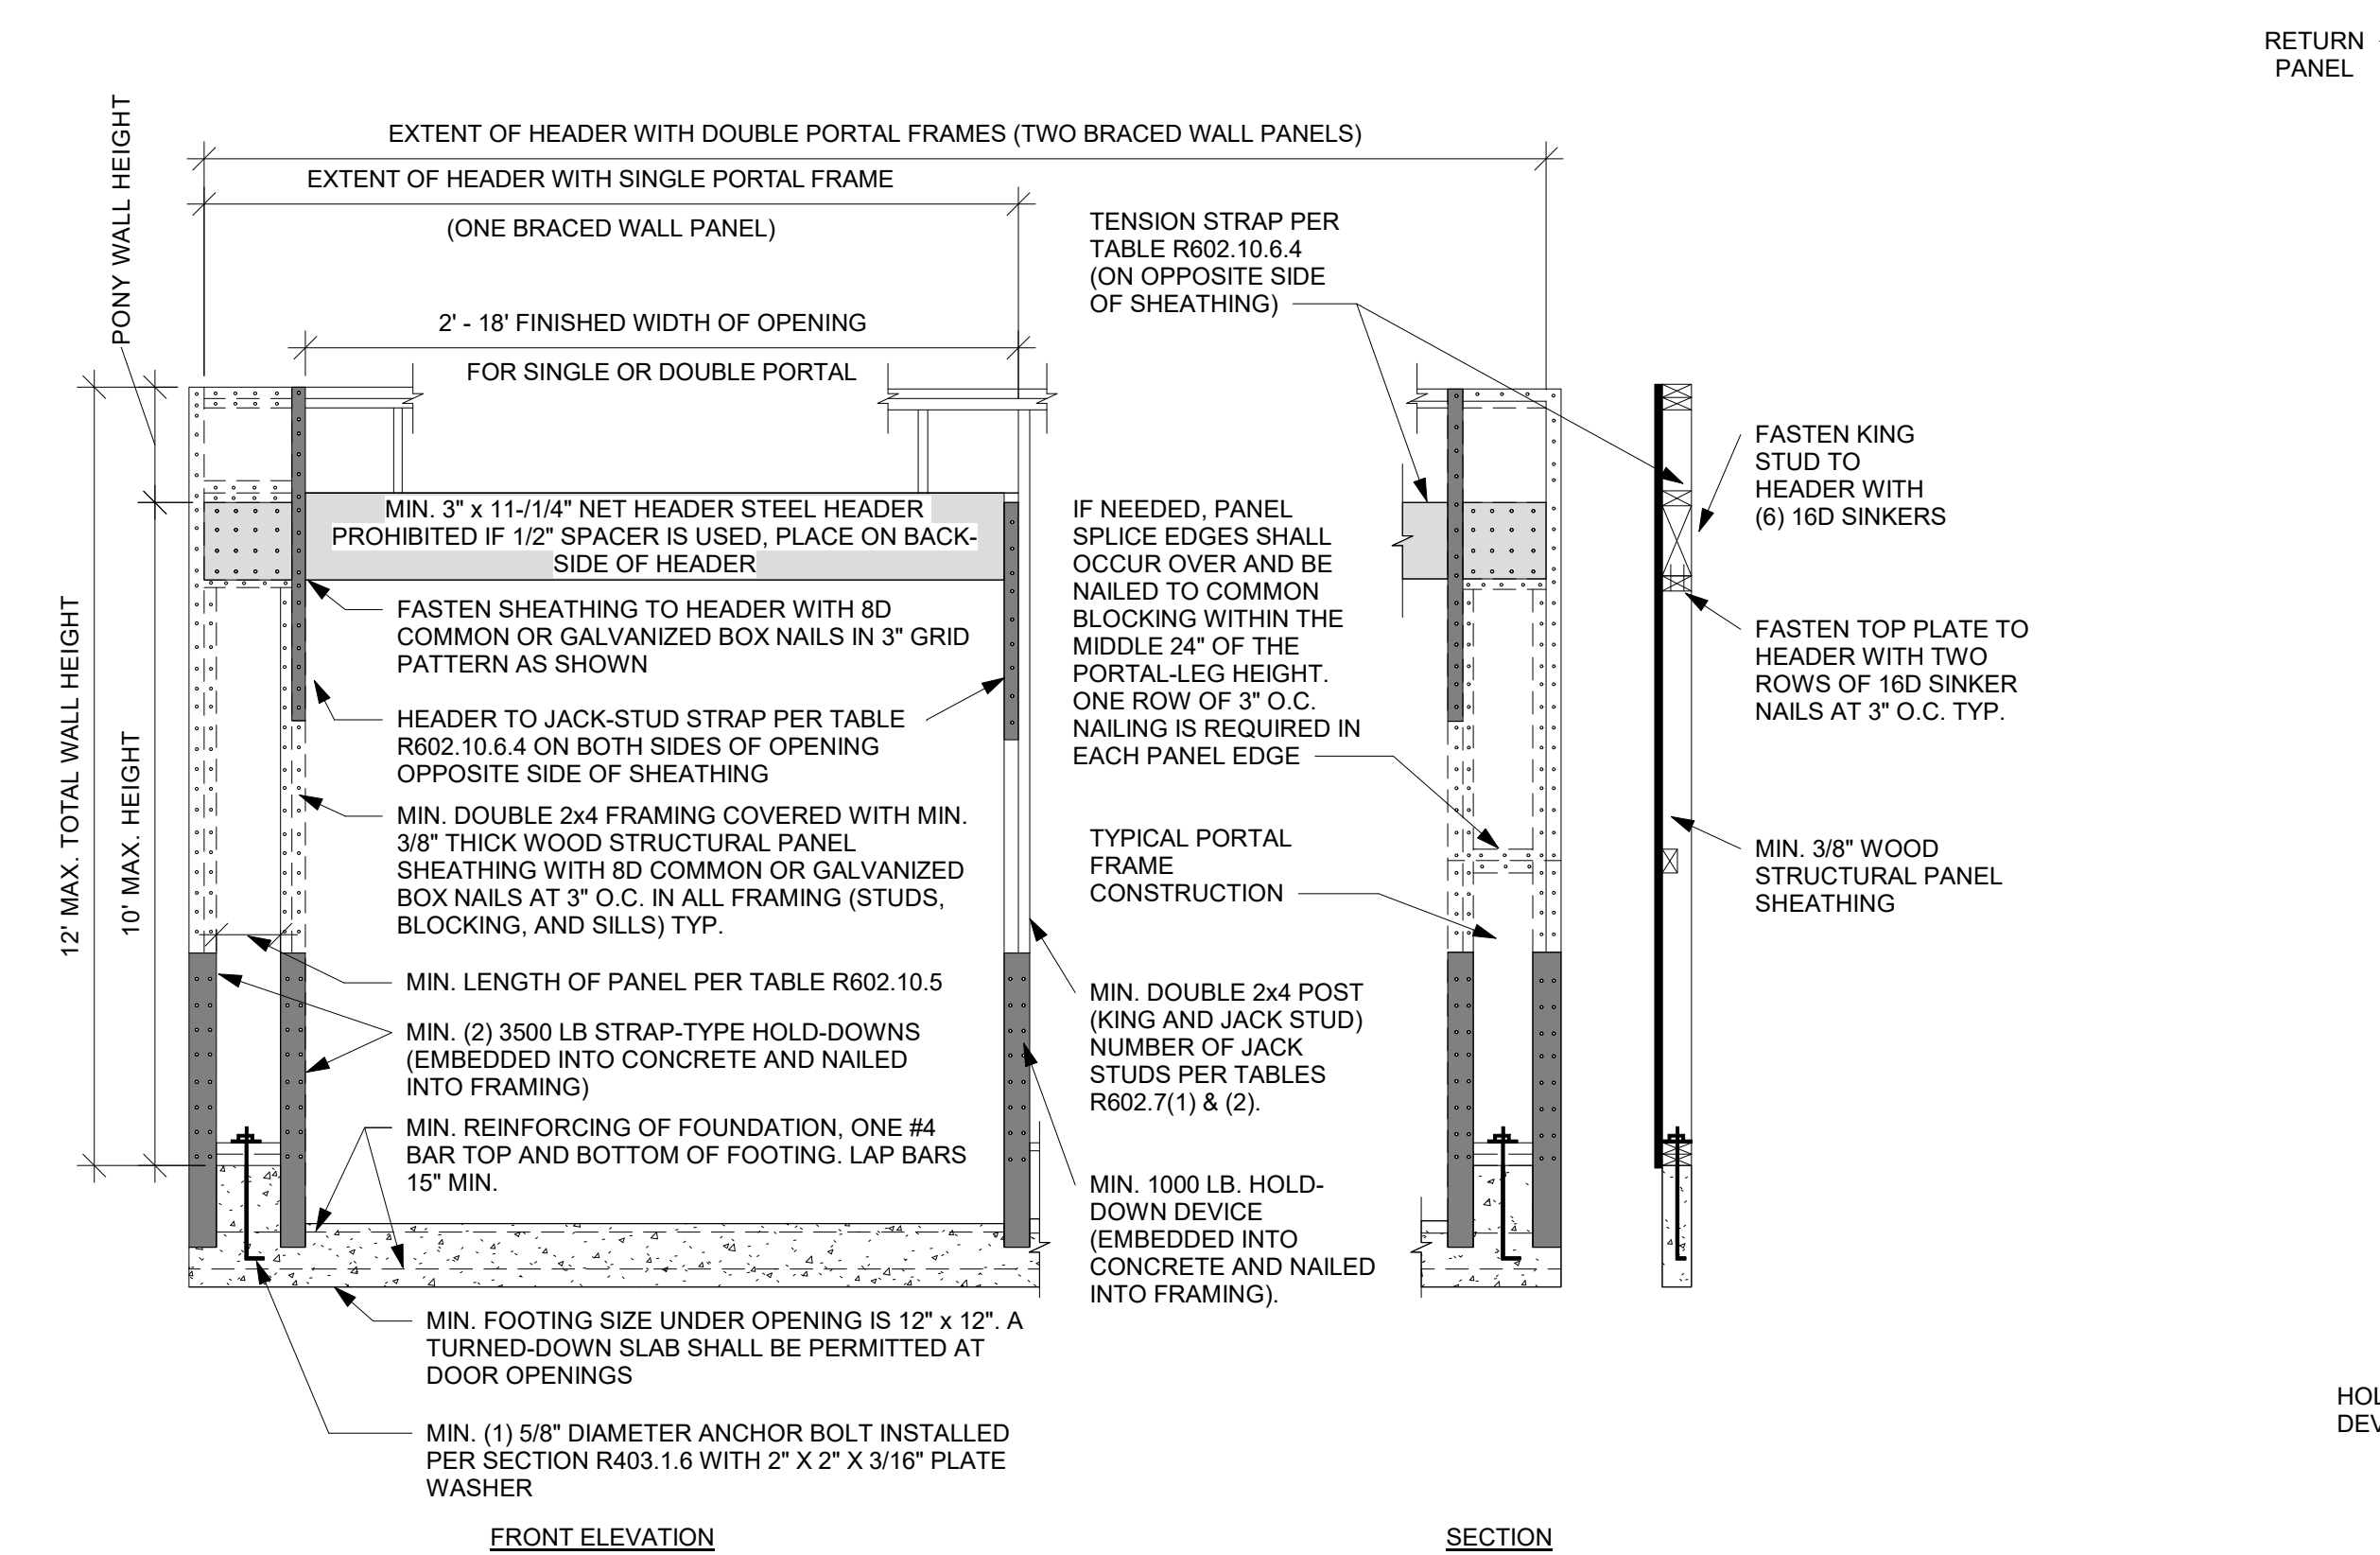 RETURN
PANEL
PONY WALL HEIGHT
EXTENT OF HEADER WITH DOUBLE PORTAL FRAMES (TWO BRACED WALL PANELS)
EXTENT OF HEADER WITH SINGLE PORTAL FRAME
(ONE BRACED WALL PANEL)
2' - 18' FINISHED WIDTH OF OPENING
FOR SINGLE OR DOUBLE PORTAL
12' MAX. TOTAL WALL HEIGHT
10' MAX. HEIGHT
MIN. 3" x 11-/1/4" NET HEADER STEEL HEADER
PROHIBITED IF 1/2" SPACER IS USED, PLACE ON BACK-
SIDE OF HEADER
FASTEN SHEATHING TO HEADER WITH 8D
COMMON OR GALVANIZED BOX NAILS IN 3" GRID
PATTERN AS SHOWN
HEADER TO JACK-STUD STRAP PER TABLE
R602.10.6.4 ON BOTH SIDES OF OPENING
OPPOSITE SIDE OF SHEATHING
MIN. DOUBLE 2x4 FRAMING COVERED WITH MIN.
3/8" THICK WOOD STRUCTURAL PANEL
SHEATHING WITH 8D COMMON OR GALVANIZED
BOX NAILS AT 3" O.C. IN ALL FRAMING (STUDS,
BLOCKING, AND SILLS) TYP.
MIN. LENGTH OF PANEL PER TABLE R602.10.5
MIN. (2) 3500 LB STRAP-TYPE HOLD-DOWNS
(EMBEDDED INTO CONCRETE AND NAILED
INTO FRAMING)
MIN. REINFORCING OF FOUNDATION, ONE #4
BAR TOP AND BOTTOM OF FOOTING. LAP BARS
15" MIN.
MIN. FOOTING SIZE UNDER OPENING IS 12" x 12". A
TURNED-DOWN SLAB SHALL BE PERMITTED AT
DOOR OPENINGS
MIN. (1) 5/8" DIAMETER ANCHOR BOLT INSTALLED
PER SECTION R403.1.6 WITH 2" X 2" X 3/16" PLATE
WASHER
FRONT ELEVATION
TENSION STRAP PER
TABLE R602.10.6.4
(ON OPPOSITE SIDE
OF SHEATHING)
IF NEEDED, PANEL
SPLICE EDGES SHALL
OCCUR OVER AND BE
NAILED TO COMMON
BLOCKING WITHIN THE
MIDDLE 24" OF THE
PORTAL-LEG HEIGHT.
ONE ROW OF 3" O.C.
NAILING IS REQUIRED IN
EACH PANEL EDGE
TYPICAL PORTAL
FRAME
CONSTRUCTION
MIN. DOUBLE 2x4 POST
(KING AND JACK STUD)
NUMBER OF JACK
STUDS PER TABLES
R602.7(1) & (2).
MIN. 1000 LB. HOLD-
DOWN DEVICE
(EMBEDDED INTO
CONCRETE AND NAILED
INTO FRAMING).
SECTION
FASTEN KING
STUD TO
HEADER WITH
(6) 16D SINKERS
FASTEN TOP PLATE TO
HEADER WITH TWO
ROWS OF 16D SINKER
NAILS AT 3" O.C. TYP.
MIN. 3/8" WOOD
STRUCTURAL PANEL
SHEATHING